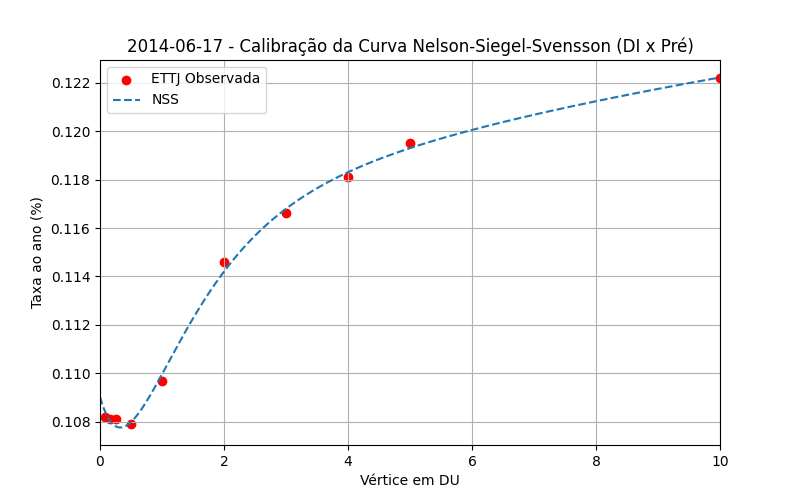 2014-06-17 - Calibração da Curva Nelson-Siegel-Svensson (DI x Pré)
ETTJ Observada
NSS
Taxa ao ano (%)
0.122
0.120
0.118
0.116
0.114
0.112
0.110
0.108
0
2
4
6
8
10
Vértice em DU